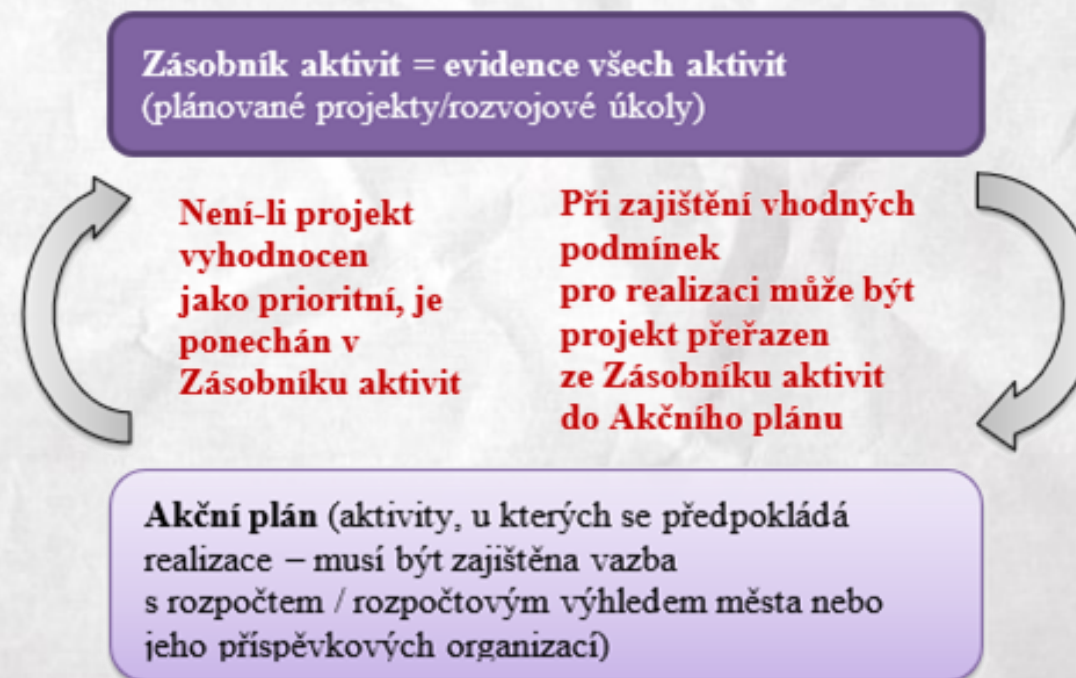 Zásobník aktivit = evidence všech aktivit
(plánované projekty/rozvojové úkoly)
Není-li projekt
vyhodnocen
jako prioritní, je
ponechán v
Zásobníku aktivit
Při zajištění vhodných
podmínek
pro realizaci může být
projekt přeřazen
ze Zásobníku aktivit
do Akčního plánu
Akční plán (aktivity, u kterých se předpokládá
realizace – musí být zajištěna vazba
s rozpočtem / rozpočtovým výhledem města nebo
jeho příspěvkových organizací)